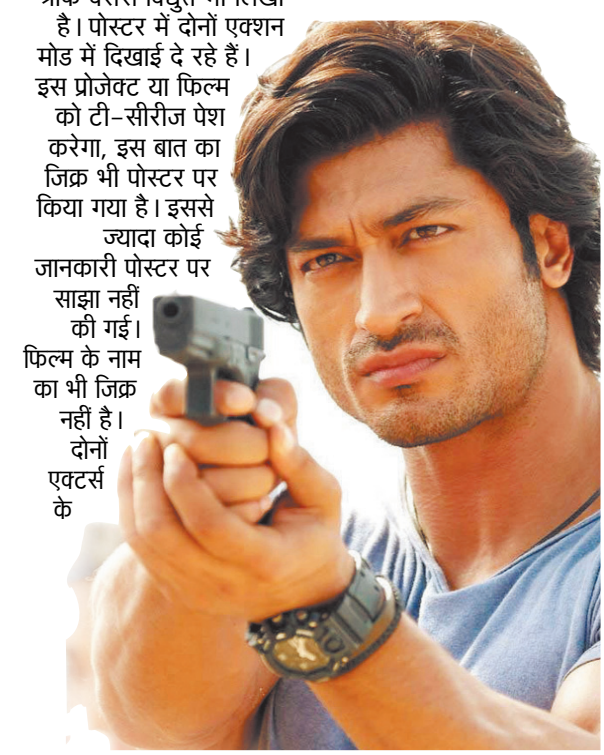 है। पोस्टर में दोनों एक्शन
मोड में दिखाई दे रहे हैं।
इस प्रोजेक्ट या फिल्म
को टी-सीरीज पेश
करेगा, इस बात का
जिक्र भी पोस्टर पर
किया गया है। इससे
ज्यादा कोई
जानकारी पोस्टर पर
साझा नहीं
की गई।
फिल्म के नाम
का भी जिक्र
नहीं है।
दोनों
एक्टर्स
के